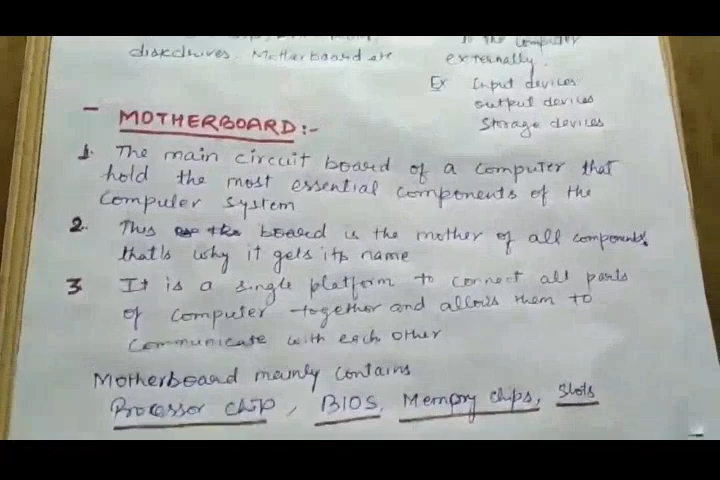 to the computer
diskdrives. Motherboard etc
externally.
Ex Input devices
output devices
Storage devices
- MOTHERBOARD:-
1. The main circuit board of a computer that
hold the most essential components of the
Computer system
2. This board is the mother of all components,
that's why it gets its name
3 It is a single platform to connect all parts
of computer together and allows them to
communicate with each other
Motherboard mainly contains
Processor chip, BIOS, Memory chips, Slots